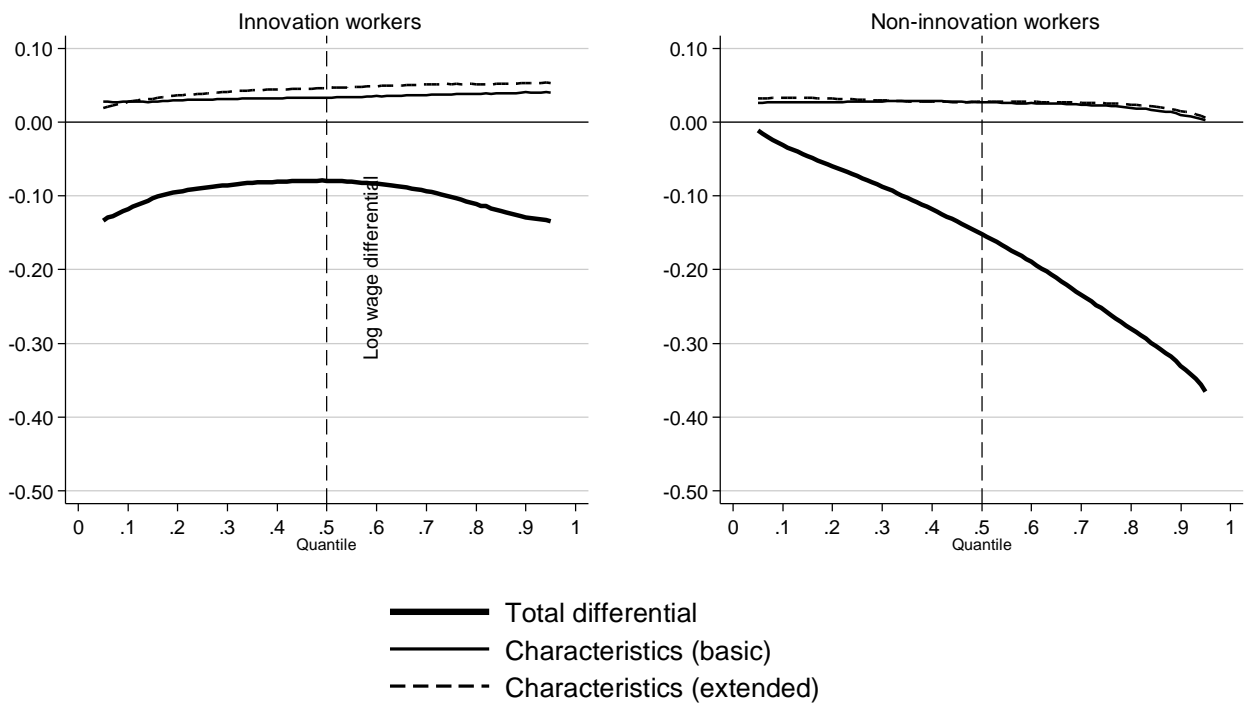 Innovation workers
0.10
0.00
-0.10
-0.20
-0.30
-0.40
-0.50
0 .1 .2 .3 .4 .5 .6 .7 .8 .9 1
Quantile
Log wage differential
Non-innovation workers
0.10
0.00
-0.10
-0.20
-0.30
-0.40
-0.50
0 .1 .2 .3 .4 .5 .6 .7 .8 .9 1
Quantile
Total differential
Characteristics (basic)
Characteristics (extended)